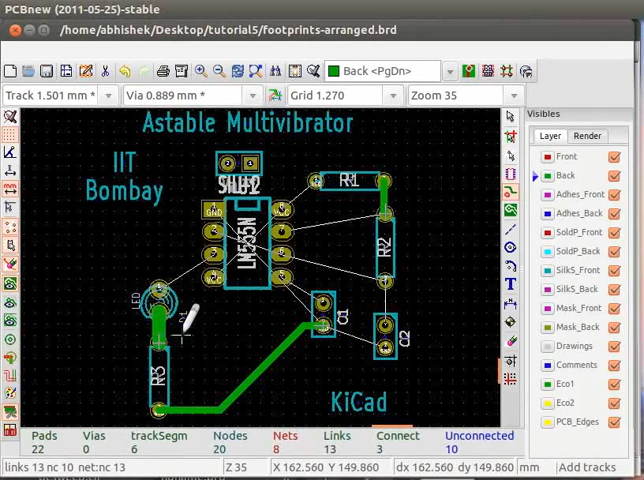 PCBnew (2011-05-25)-stable
/home/abhishek/Desktop/tutorial5/footprints-arranged.brd
Back <PgDn>
Track 1.501 mm *
Via 0.889 mm *
Grid 1.270
Zoom 35
Visibles
Layer
Render
Front
Back
Adhes_Front
Adhes_Back
SoldP_Front
SoldP_Back
SilkS_Front
SilkS_Back
Mask_Front
Mask_Back
Drawings
Comments
Eco1
Eco2
PCB_Edges
Astable Multivibrator
IIT
Bombay
R1
GND
VCC
LM555N
R2
VCC
LED
C1
C2
R3
KiCad
Pads
22
Vias
0
trackSegm
6
Nodes
20
Nets
8
Links
13
Connect
3
Unconnected
10
links 13 nc 10 net:nc 13
Z 35
X 162.560 Y 149.860
dx 162.560 dy 149.860
mm
Add tracks